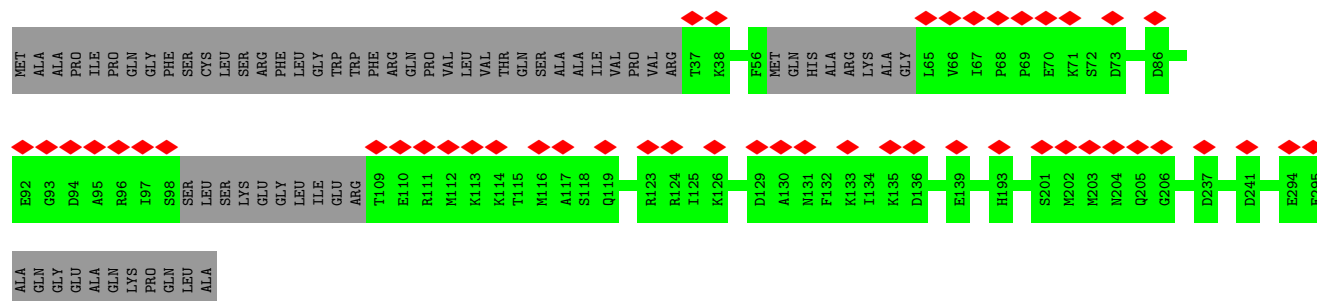 MET ALA ALA PRO ILE PRO GLN GLY PHE SER CYS LEU SER ARG PHE LEU GLY TRP TRP PHE ARG GLN PRO VAL LEU VAL THR GLN SER ALA ALA ILE VAL PRO VAL ARG T37 K38 F56 MET GLN HIS ALA ARG LYS ALA GLY L65 V66 I67 P68 P69 E70 K71 S72 D73 D86
E92 G93 D94 A95 R96 I97 S98 SER LEU SER LYS GLU GLY LEU ILE GLU ARG T109 E110 R111 M112 K113 K114 T115 M116 A117 S118 Q119 R123 R124 I125 K126 D129 A130 N131 F132 K133 I134 K135 D136 E139 H193 S201 M202 M203 N204 Q205 G206 D237 D241 E294
ALA GLN GLY GLU ALA GLN LYS PRO GLN LEU ALA